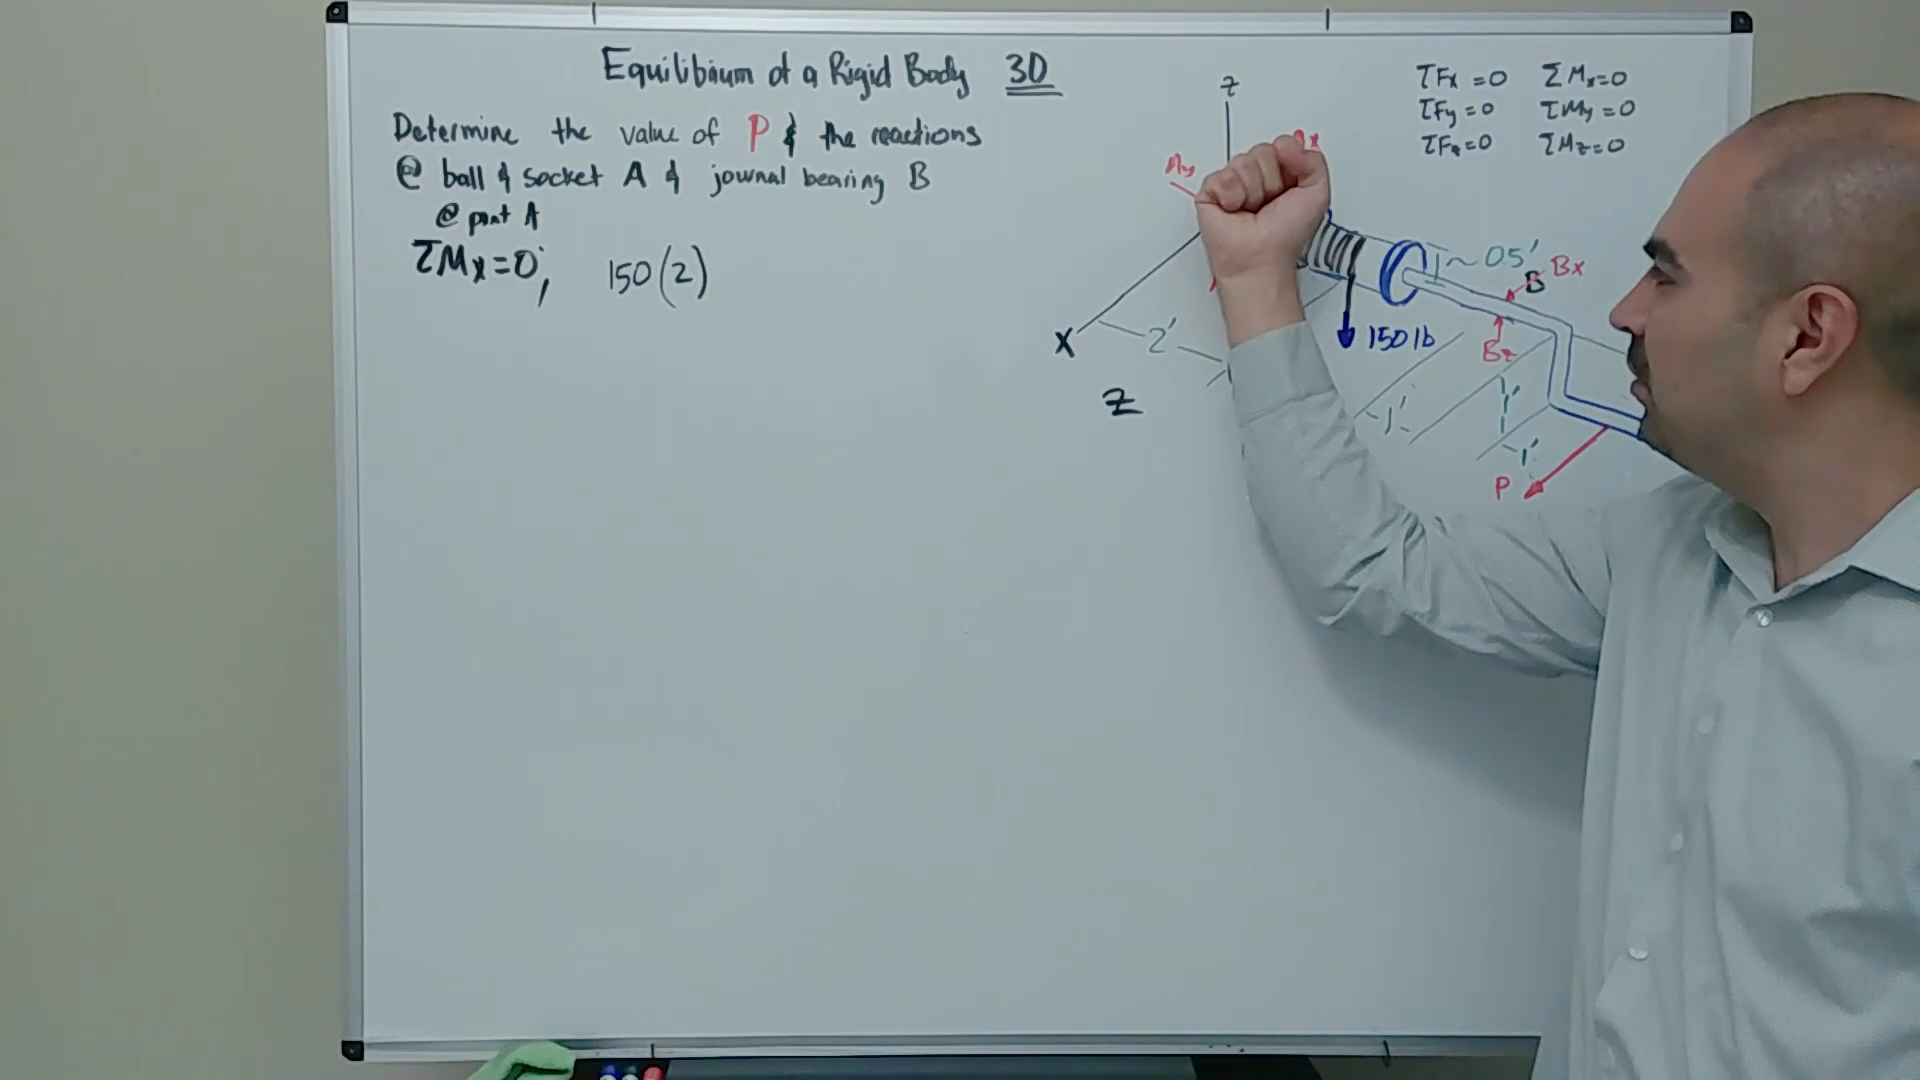 Equilibium of a Rigid Body 3D
Determine the value of P & the reactions
@ ball & socket A & journal bearing B
@ point A
ΣMx=0; 150(2)
ΣFx=0 ΣMx=0
ΣFy=0 ΣMy=0
ΣFz=0 ΣMz=0
z
Ay
05'
B
Bx
150 lb
Bz
X
2'
Z
1'
1'
1'
P